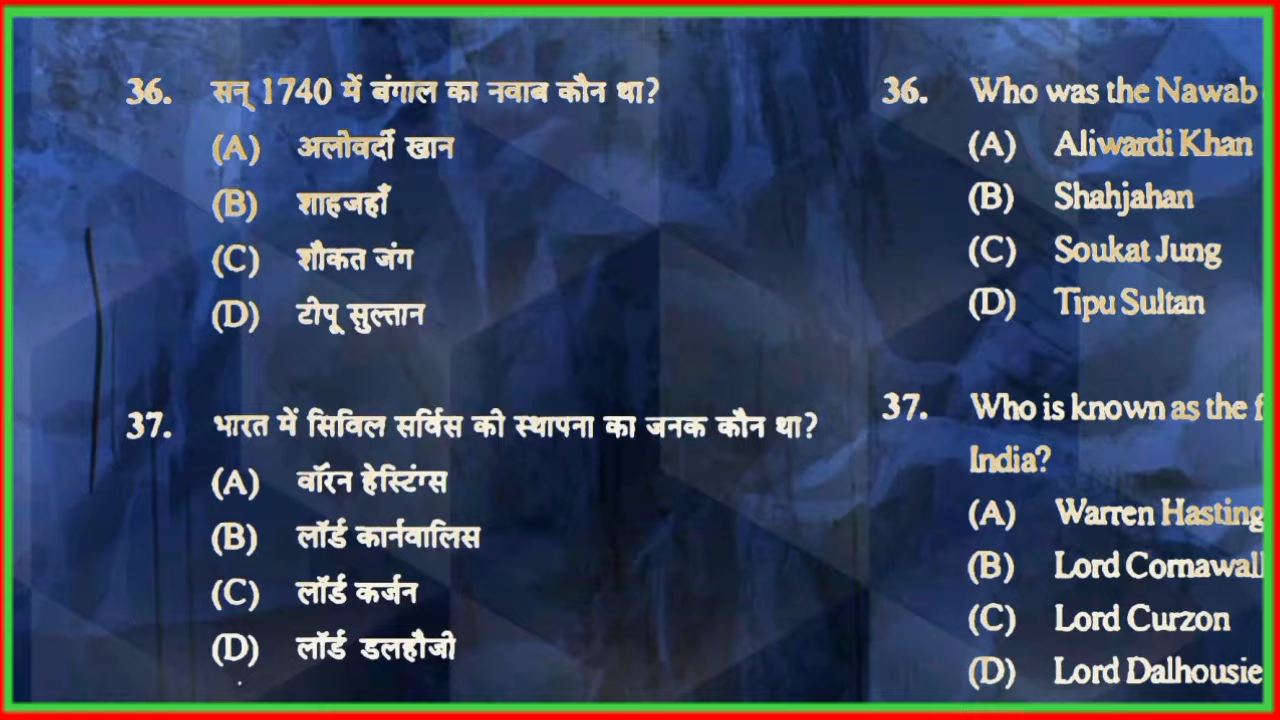 36. सन् 1740 में बंगाल का नवाब कौन था?
(A) अलीवर्दी खान
(B) शाहजहाँ
(C) शौकत जंग
(D) टीपू सुल्तान
37. भारत में सिविल सर्विस की स्थापना का जनक कौन था?
(A) वॉरेन हेस्टिंग्स
(B) लॉर्ड कार्नवालिस
(C) लॉर्ड कर्जन
(D) लॉर्ड डलहौजी
36. Who was the Nawab
(A) Aliwardi Khan
(B) Shahjahan
(C) Soukat Jung
(D) Tipu Sultan
37. Who is known as the
India?
(A) Warren Hasting
(B) Lord Cornawall
(C) Lord Curzon
(D) Lord Dalhousie